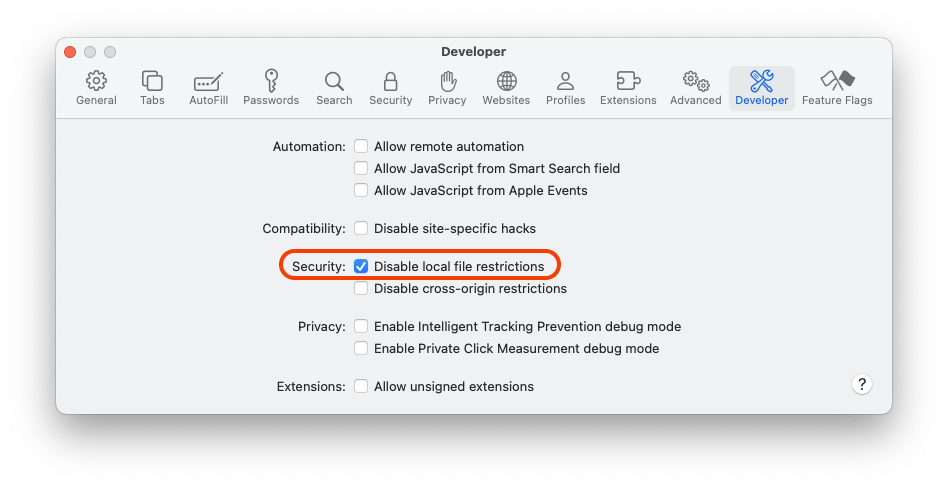 Developer
General Tabs AutoFill Passwords Search Security Privacy Websites Profiles Extensions Advanced Developer Feature Flags
Automation: Allow remote automation
Allow JavaScript from Smart Search field
Allow JavaScript from Apple Events
Compatibility: Disable site-specific hacks
Security: Disable local file restrictions
Disable cross-origin restrictions
Privacy: Enable Intelligent Tracking Prevention debug mode
Enable Private Click Measurement debug mode
Extensions: Allow unsigned extensions
?